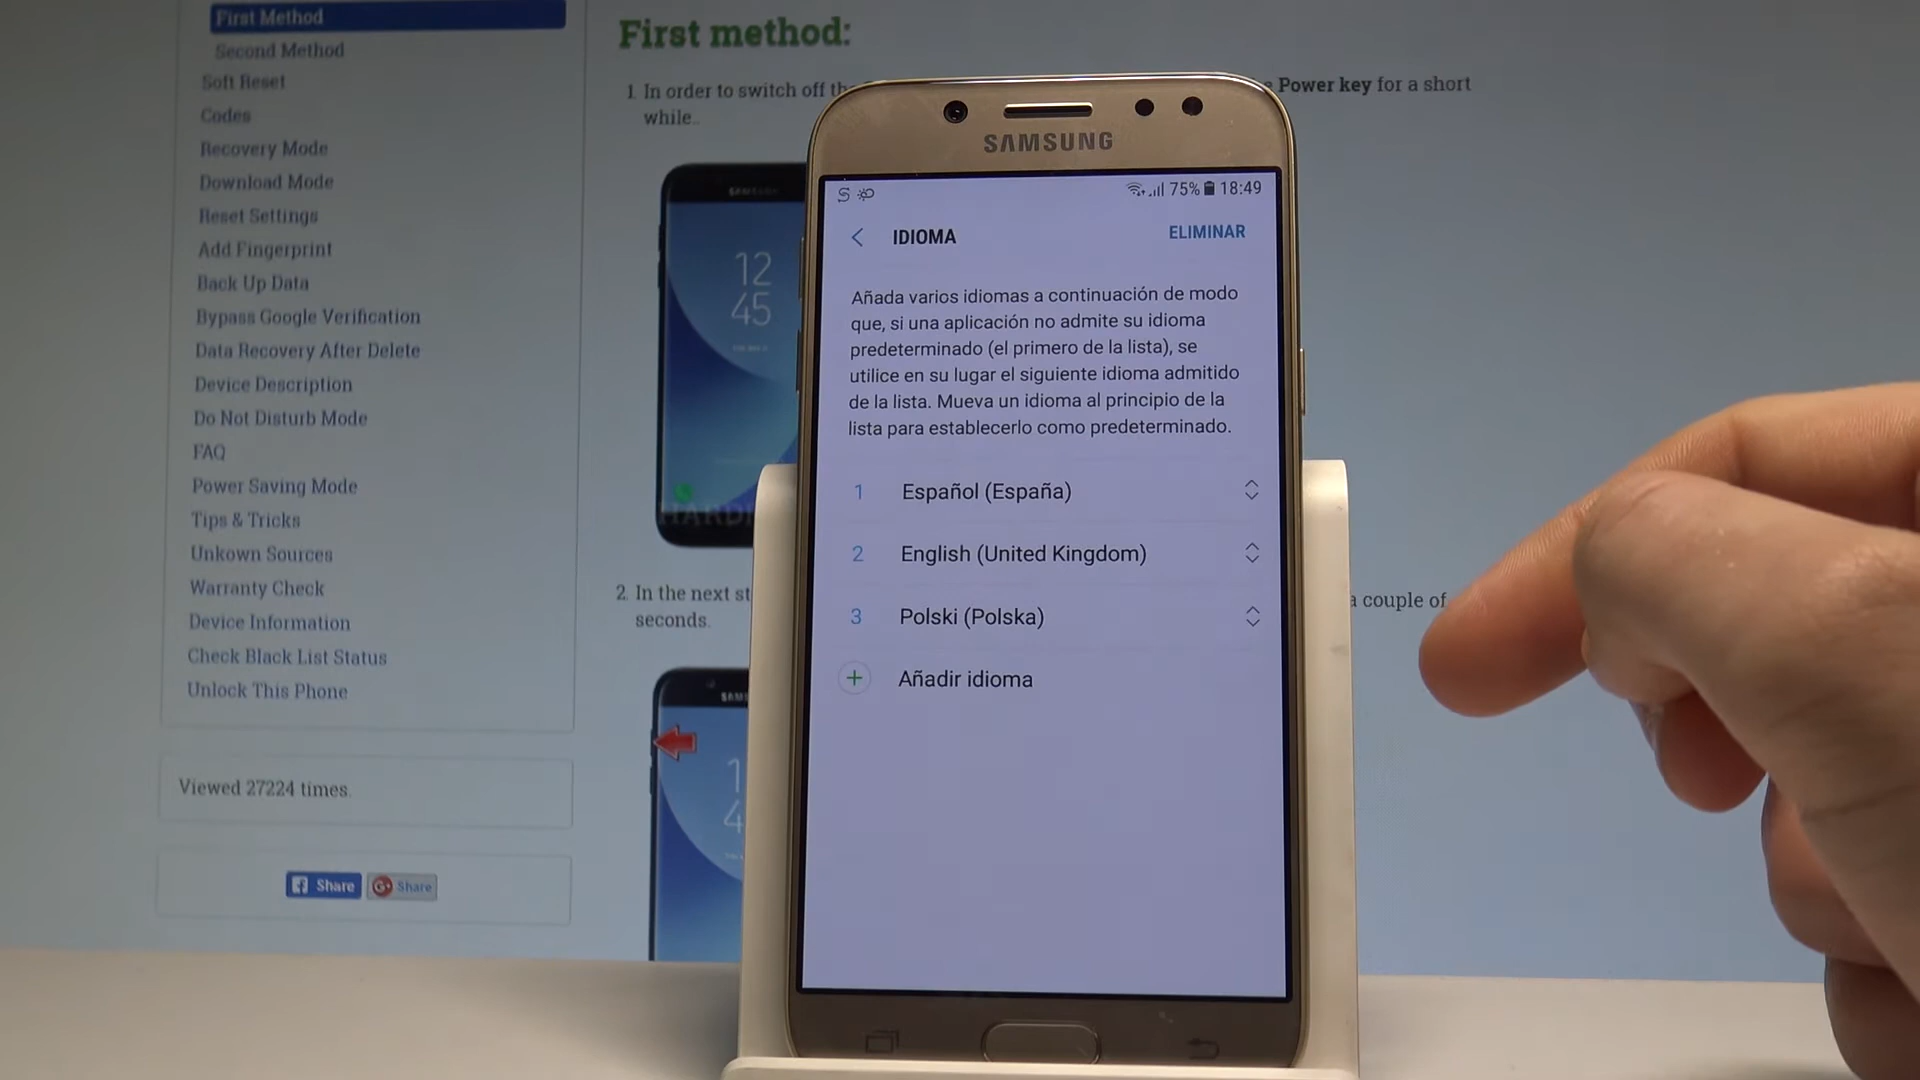 First Method
Second Method
Soft Reset
Codes
Recovery Mode
Download Mode
Reset Settings
Add Fingerprint
Back Up Data
Bypass Google Verification
Data Recovery After Delete
Device Description
Do Not Disturb Mode
FAQ
Power Saving Mode
Tips & Tricks
Unkown Sources
Warranty Check
Device Information
Check Black List Status
Unlock This Phone
Viewed 27224 times.
Share
G+ Share
First method:
1. In order to switch off the
Power key for a short
while..
SAMSUNG
12
45
2. In the next
a couple of
seconds.
SAMSUNG
75% 18:49
IDIOMA
ELIMINAR
Añada varios idiomas a continuación de modo
que, si una aplicación no admite su idioma
predeterminado (el primero de la lista), se
utilice en su lugar el siguiente idioma admitido
de la lista. Mueva un idioma al principio de la
lista para establecerlo como predeterminado.
1 Español (España)
2 English (United Kingdom)
3 Polski (Polska)
+ Añadir idioma